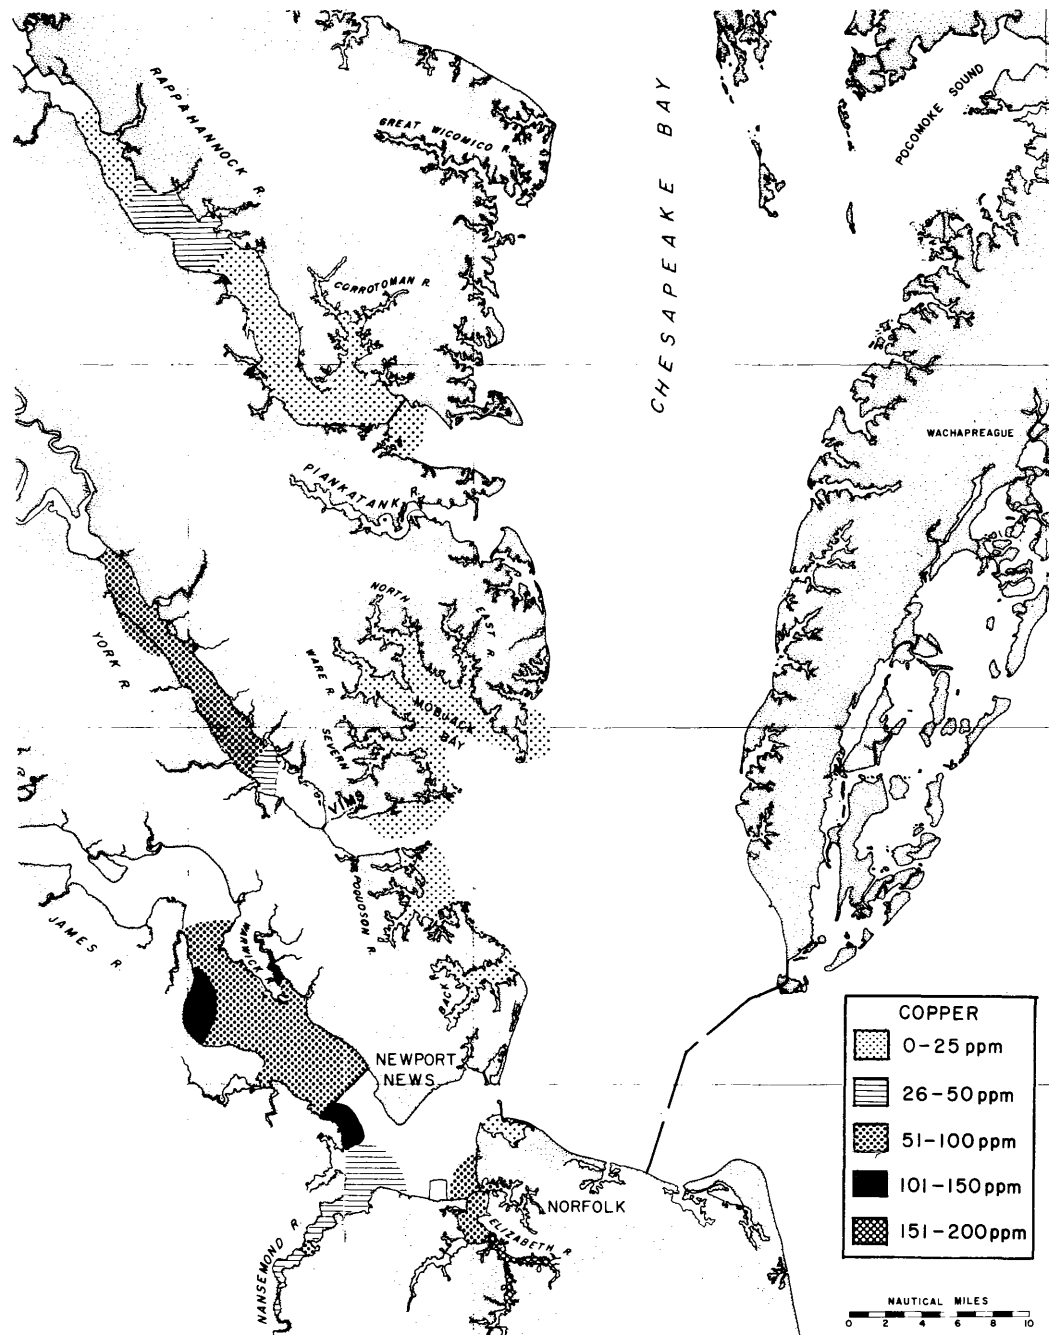 RAPPAHANNOCK R.
GREAT WICOMICO R.
CHESAPEAKE BAY
POCOMOKE SOUND
CORROTOMAN R.
WACHAPREAGUE
PIANKATANK R.
NORTH
EAST R.
YORK R.
WARE R.
MOBJACK
BAY
SEVERN
VIMS
POQUOSON R.
JAMES R.
WARWICK R.
BACK
NEWPORT
NEWS
NORFOLK
ELIZABETH R.
NANSEMOND R.
COPPER
0-25 ppm
26-50 ppm
51-100 ppm
101-150 ppm
151-200 ppm
NAUTICAL MILES
0 2 4 6 8 10